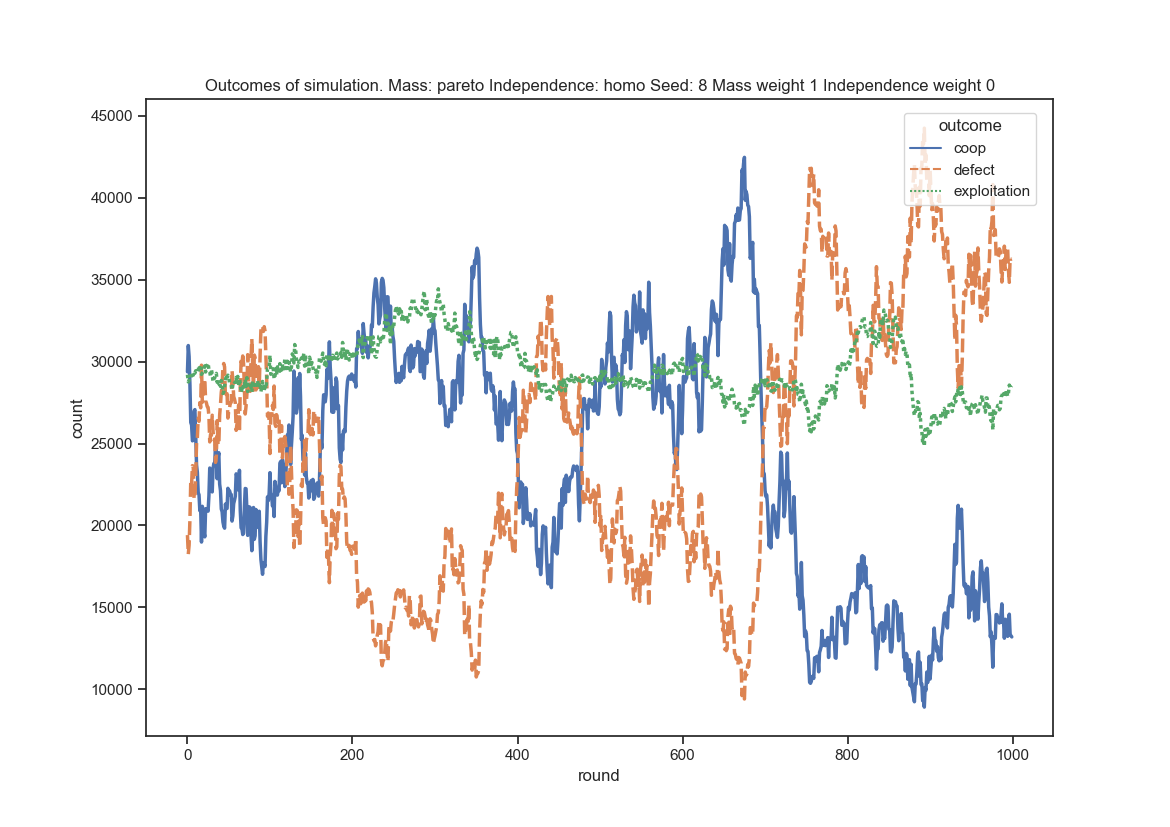 Outcomes of simulation. Mass: pareto Independence: homo Seed: 8 Mass weight 1 Independence weight 0
outcome
coop
defect
exploitation
45000
40000
35000
30000
25000
20000
15000
10000
count
0
200
400
600
800
1000
round